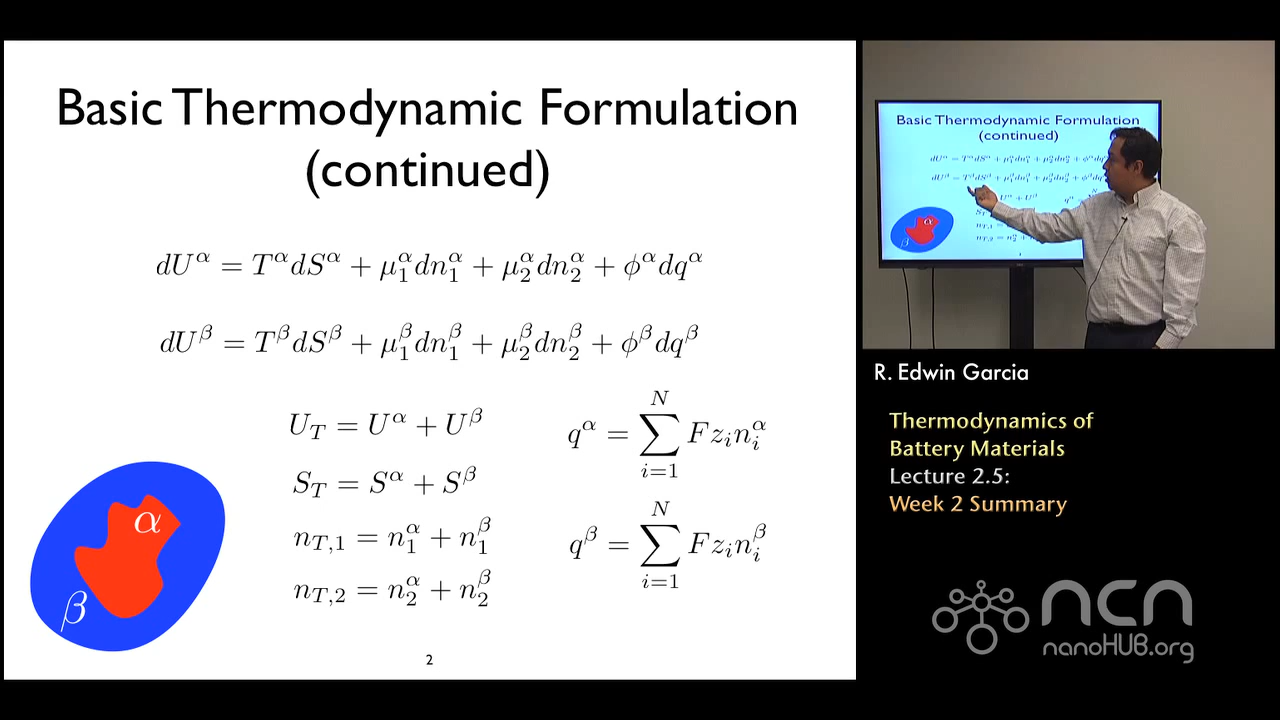 Basic Thermodynamic Formulation
(continued)
dU^α = T^α dS^α + μ_1^α dn_1^α + μ_2^α dn_2^α + φ^α dq^α
dU^β = T^β dS^β + μ_1^β dn_1^β + μ_2^β dn_2^β + φ^β dq^β
U_T = U^α + U^β
S_T = S^α + S^β
n_{T,1} = n_1^α + n_1^β
n_{T,2} = n_2^α + n_2^β
q^α = \sum_{i=1}^{N} F z_i n_i^α
q^β = \sum_{i=1}^{N} F z_i n_i^β
α
β
2
Basic Thermodynamic Formulation
(continued)
R. Edwin Garcia
Thermodynamics of
Battery Materials
Lecture 2.5:
Week 2 Summary
ncn
nanoHUB.org